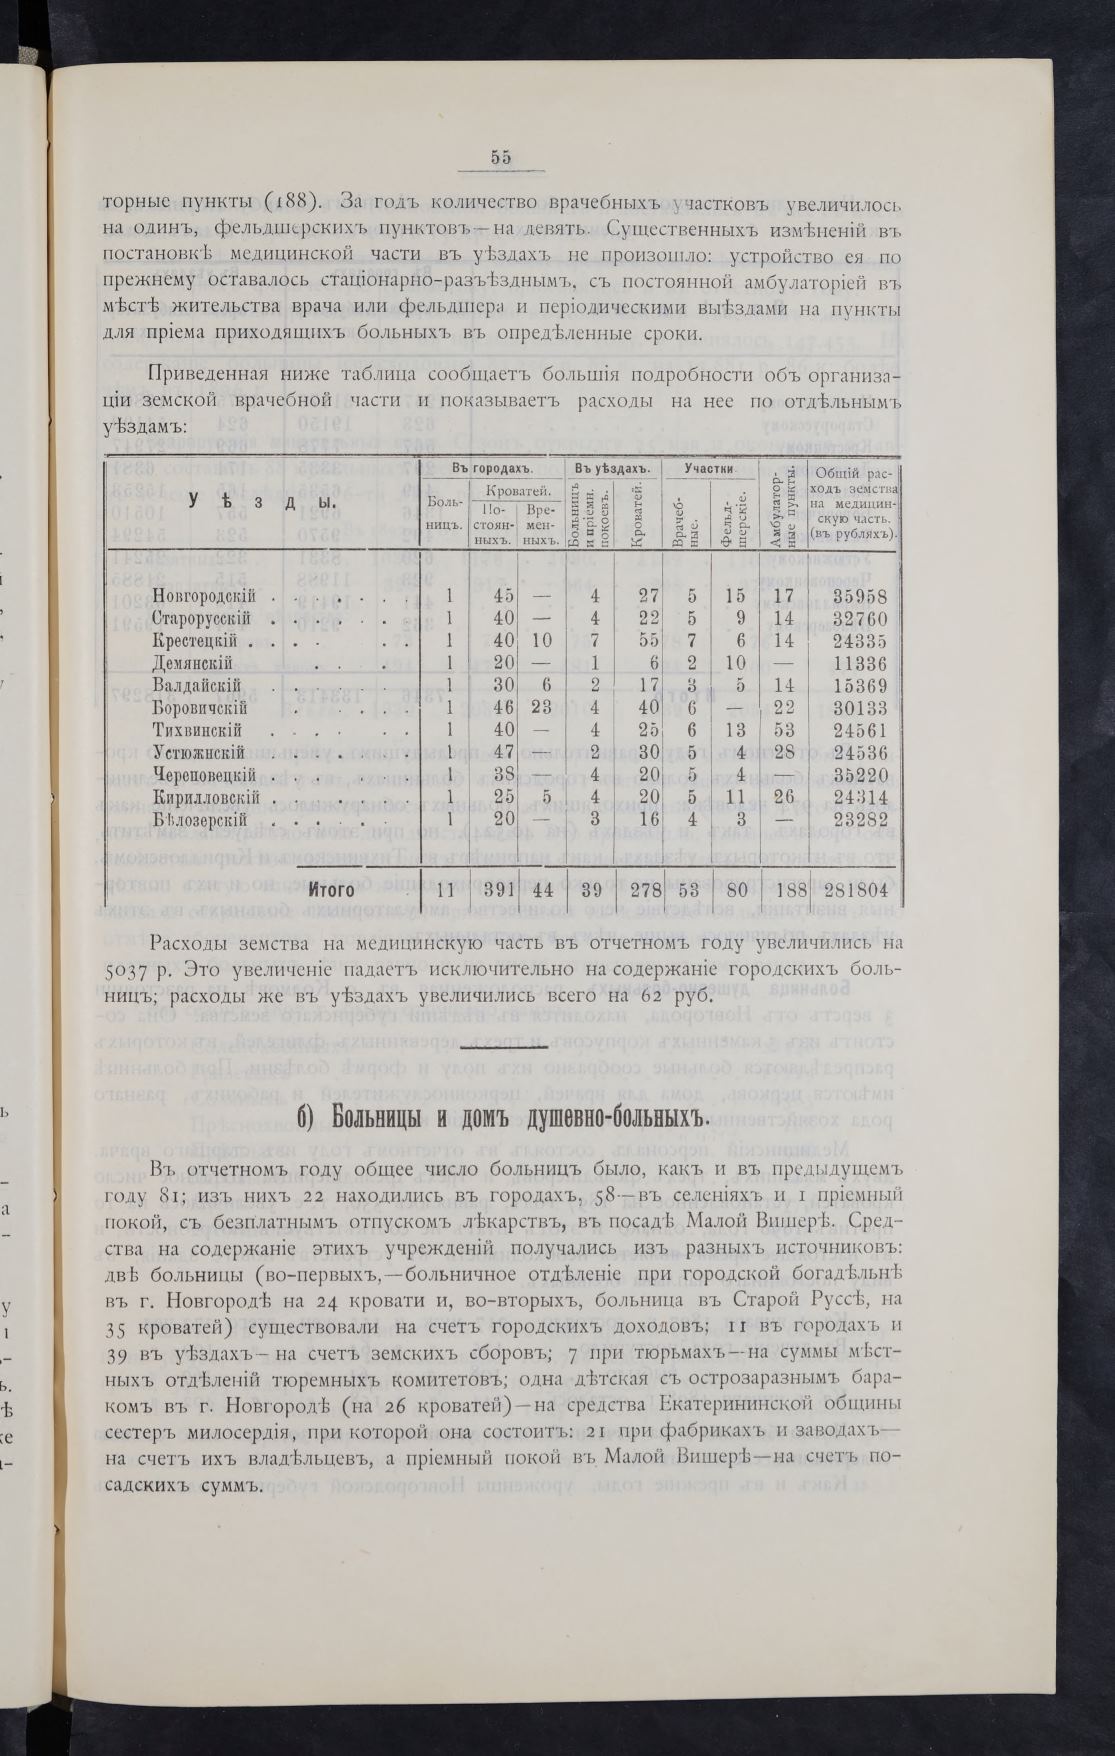 55
торные пункты (188). За годъ количество врачебныхъ участковъ увеличилось
на одинъ, фельдшерскихъ пунктовъ—на девять. Существенныхъ измѣненій въ
постановкѣ медицинской части въ уѣздахъ не произошло: устройство ея по
прежнему оставалось стаціонарно-разъѣзднымъ, съ постоянной амбулаторіей въ
мѣстѣ жительства врача или фельдшера и періодическими выѣздами на пункты
для пріема приходящихъ больныхъ въ опредѣленные сроки.
Приведенная ниже таблица сообщаетъ большія подробности объ организа-
ціи земской врачебной части и показываетъ расходы на нее по отдѣльнымъ
уѣздамъ:
Уѣзды.
Въ городахъ.
Боль-
ницъ.
Кроватей.
По-
стоян-
ныхъ.
Вре-
мен-
ныхъ.
Въ уѣздахъ.
Больницъ
и пріемн.
покоевъ.
Кроватей.
Участки
Врачеб-
ные.
Фельд-
шерскіе.
Амбулатор-
ные пункты.
Общій рас-
ходъ земства
на медицин-
скую часть.
(въ рубляхъ).
Новгородскій . . . . . . . 1 45 — 4 27 5 15 17 35958
Старорусскій . . . . . . 1 40 — 4 22 5 9 14 32760
Крестецкій . . . . . . 1 40 10 7 55 7 6 14 24335
Демянскій . . . . 1 20 — 1 6 2 10 — 11336
Валдайскій . . . . . 1 30 6 2 17 3 5 14 15369
Боровичскій . . . . . . 1 46 23 4 40 6 — 22 30133
Тихвинскій . . . . . . 1 40 — 4 25 6 13 53 24561
Устюжнскій . . . . . . . 1 47 — 2 30 5 4 28 24536
Череповецкій . . . . . . 1 38 — 4 20 5 4 — 35220
Кирилловскій . . . . . . . 1 25 5 4 20 5 11 26 24314
Бѣлозерскій . . . . . . 1 20 — 3 16 4 3 — 23282
Итого . 11 391 44 39 278 53 80 188 281804
Расходы земства на медицинскую часть въ отчетномъ году увеличились на
5037 р. Это увеличеніе падаетъ исключительно на содержаніе городскихъ боль-
ницъ; расходы же въ уѣздахъ увеличились всего на 62 руб.
б) Больницы и домъ душевно-больныхъ.
Въ отчетномъ году общее число больницъ было, какъ и въ предыдущемъ
году 81; изъ нихъ 22 находились въ городахъ, 58—въ селеніяхъ и 1 пріемный
покой, съ безплатнымъ отпускомъ лѣкарствъ, въ посадѣ Малой Вишерѣ. Сред-
ства на содержаніе этихъ учрежденій получались изъ разныхъ источниковъ:
двѣ больницы (во-первыхъ,—больничное отдѣленіе при городской богадѣльнѣ
въ г. Новгородѣ на 24 кровати и, во-вторыхъ, больница въ Старой Руссѣ, на
35 кроватей) существовали на счетъ городскихъ доходовъ; 11 въ городахъ и
39 въ уѣздахъ—на счетъ земскихъ сборовъ; 7 при тюрьмахъ—на суммы мѣст-
ныхъ отдѣленій тюремныхъ комитетовъ; одна дѣтская съ острозаразнымъ бара-
комъ въ г. Новгородѣ (на 26 кроватей)—на средства Екатерининской общины
сестеръ милосердія, при которой она состоитъ: 21 при фабрикахъ и заводахъ—
на счетъ ихъ владѣльцевъ, а пріемный покой въ Малой Вишерѣ—на счетъ по-
садскихъ суммъ.